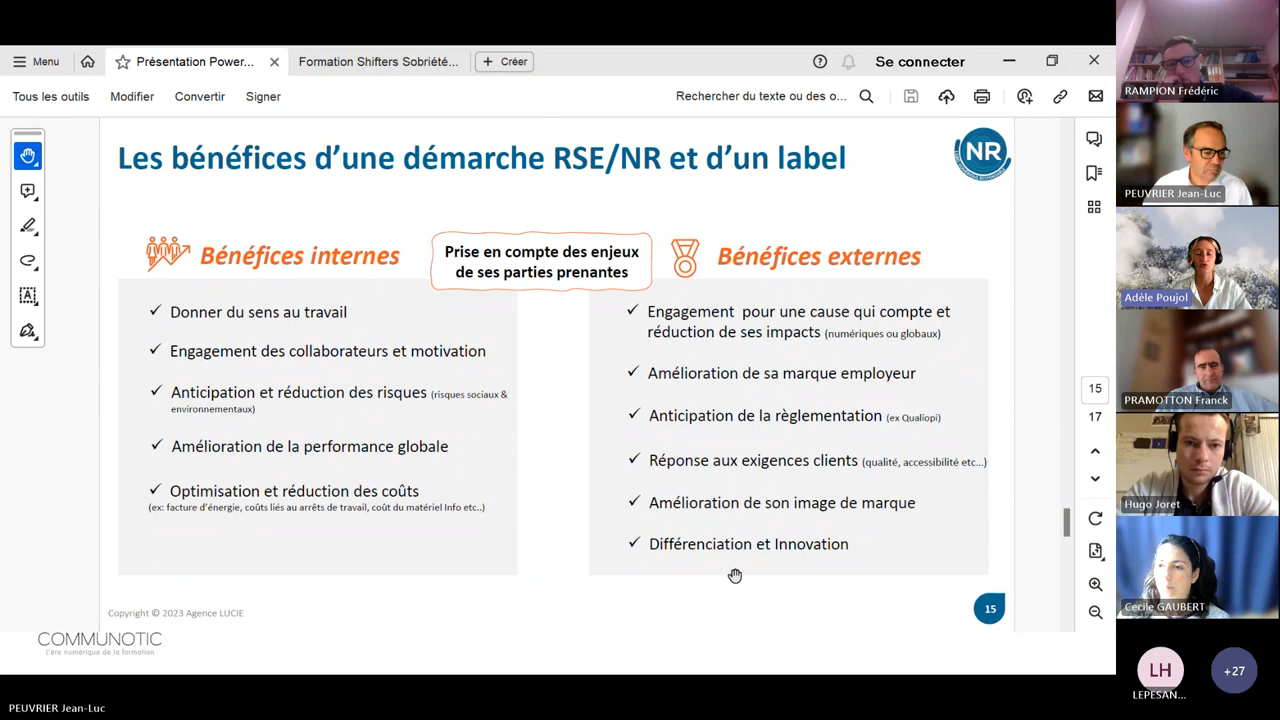 Menu
Présentation Power...
Formation Shifters Sobriété...
Créer
Se connecter
Tous les outils
Modifier
Convertir
Signer
Rechercher du texte ou des o...
Les bénéfices d'une démarche RSE/NR et d'un label
NR
Bénéfices internes
Prise en compte des enjeux
de ses parties prenantes
Bénéfices externes
Donner du sens au travail
Engagement des collaborateurs et motivation
Anticipation et réduction des risques (risques sociaux &
environnementaux)
Amélioration de la performance globale
Optimisation et réduction des coûts
(ex: facture d'énergie, coûts liés au arrêts de travail, coût du matériel Info etc..)
Engagement pour une cause qui compte et
réduction de ses impacts (numériques ou globaux)
Amélioration de sa marque employeur
Anticipation de la règlementation (ex Qualiopi)
Réponse aux exigences clients (qualité, accessibilité etc...)
Amélioration de son image de marque
Différenciation et Innovation
Copyright © 2023 Agence LUCIE
15
COMMUNOTIC
L'ère numérique de la formation
15
17
RAMPION Frédéric
PEUVRIER Jean-Luc
Adèle Poujol
PRAMOTTON Franck
Hugo Joret
Cecile GAUBERT
LH
LEPESAN...
+27
PEUVRIER Jean-Luc